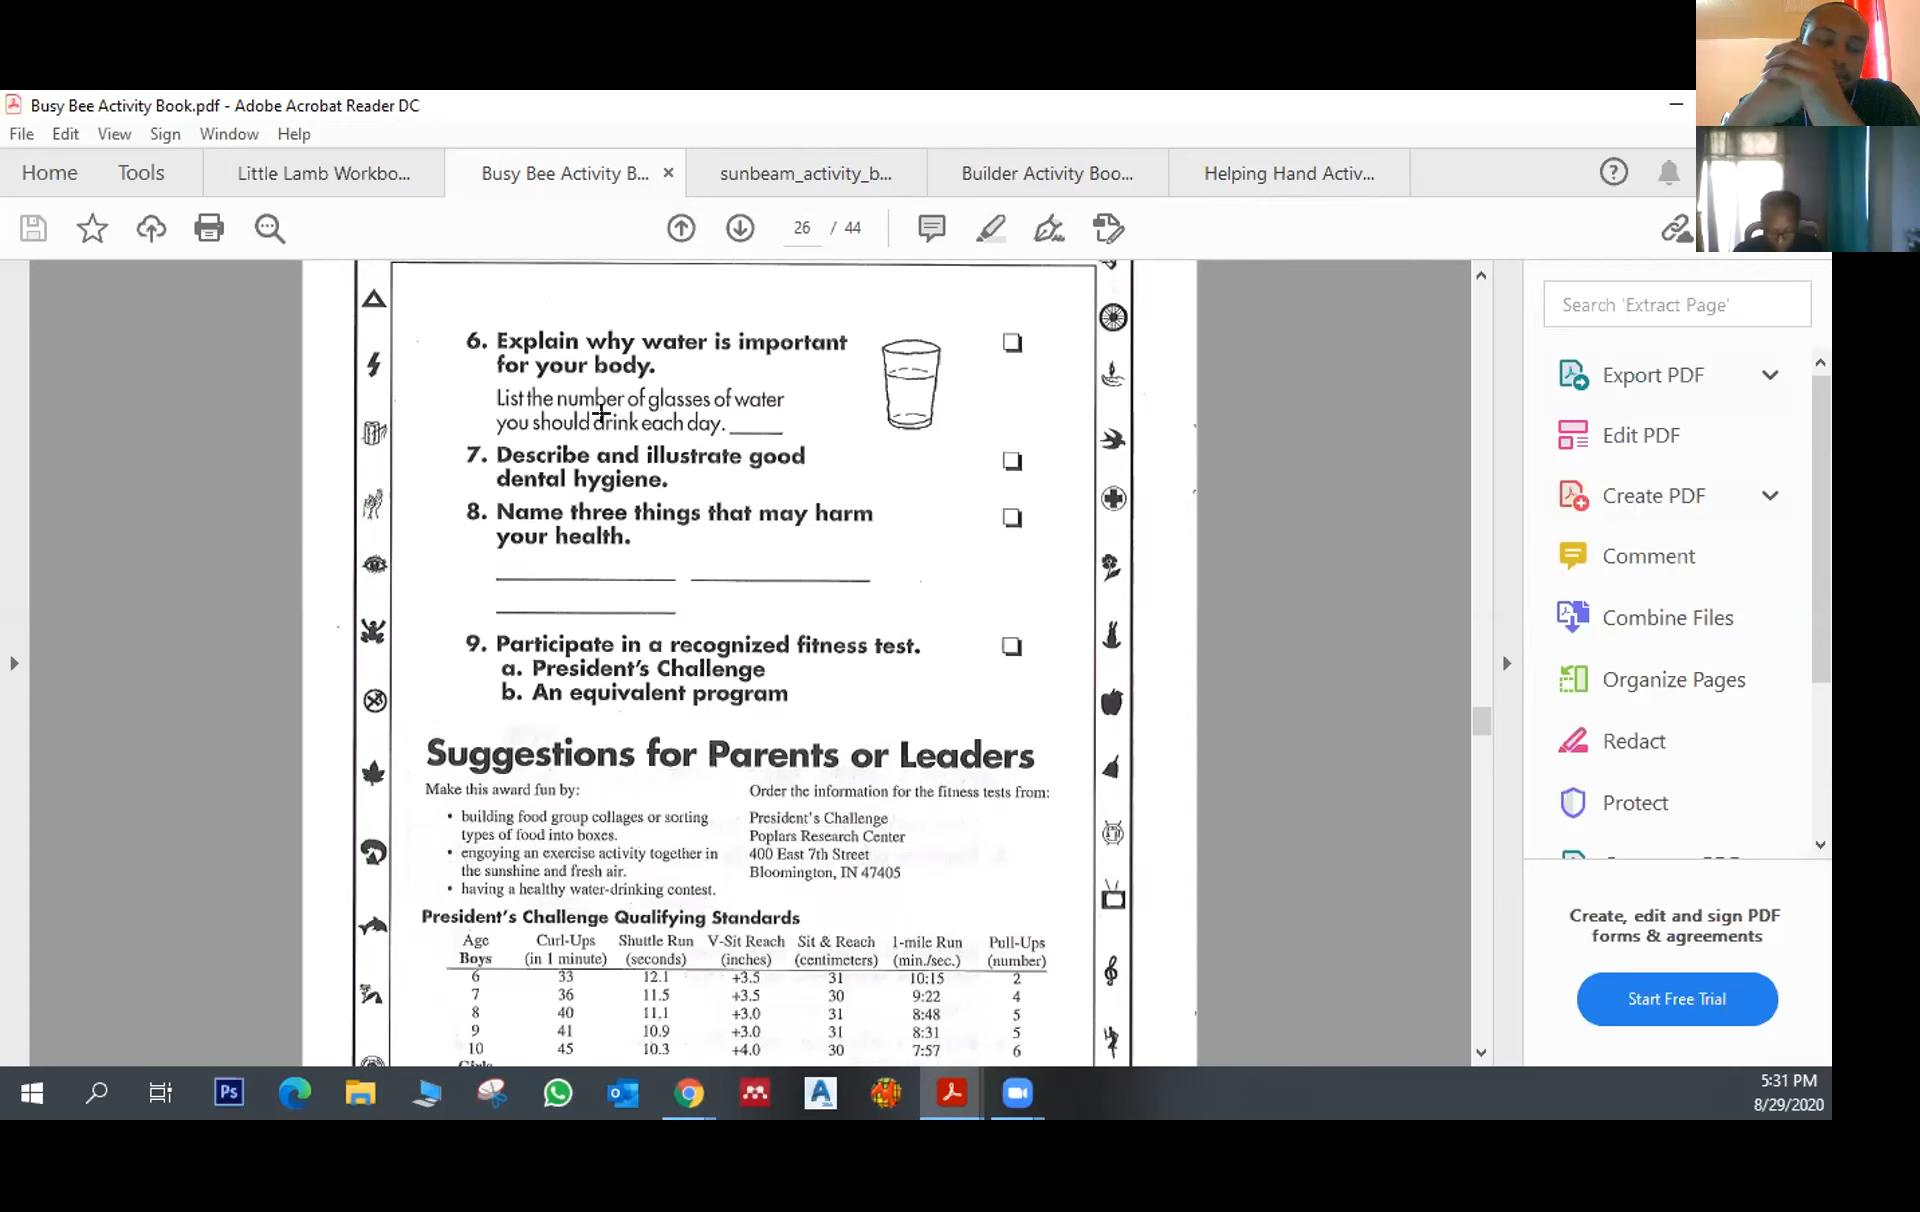 Busy Bee Activity Book.pdf - Adobe Acrobat Reader DC
File Edit View Sign Window Help
Home Tools Little Lamb Workbo... Busy Bee Activity B... × sunbeam_activity_b... Builder Activity Boo... Helping Hand Activ...
26 / 44
6. Explain why water is important
for your body.
List the number of glasses of water
you should drink each day. _____
7. Describe and illustrate good
dental hygiene.
8. Name three things that may harm
your health.
9. Participate in a recognized fitness test.
a. President's Challenge
b. An equivalent program
Suggestions for Parents or Leaders
Make this award fun by:
• building food group collages or sorting
types of food into boxes.
• engoying an exercise activity together in
the sunshine and fresh air.
• having a healthy water-drinking contest.
Order the information for the fitness tests from:
President's Challenge
Poplars Research Center
400 East 7th Street
Bloomington, IN 47405
President's Challenge Qualifying Standards
Age Curl-Ups Shuttle Run V-Sit Reach Sit & Reach 1-mile Run Pull-Ups
Boys (in 1 minute) (seconds) (inches) (centimeters) (min./sec.) (number)
6 33 12.1 +3.5 31 10:15 2
7 36 11.5 +3.5 30 9:22 4
8 40 11.1 +3.0 31 8:48 5
9 41 10.9 +3.0 31 8:31 5
10 45 10.3 +4.0 30 7:57 6
Search 'Extract Page'
Export PDF
Edit PDF
Create PDF
Comment
Combine Files
Organize Pages
Redact
Protect
Create, edit and sign PDF
forms & agreements
Start Free Trial
Ps
5:31 PM
8/29/2020